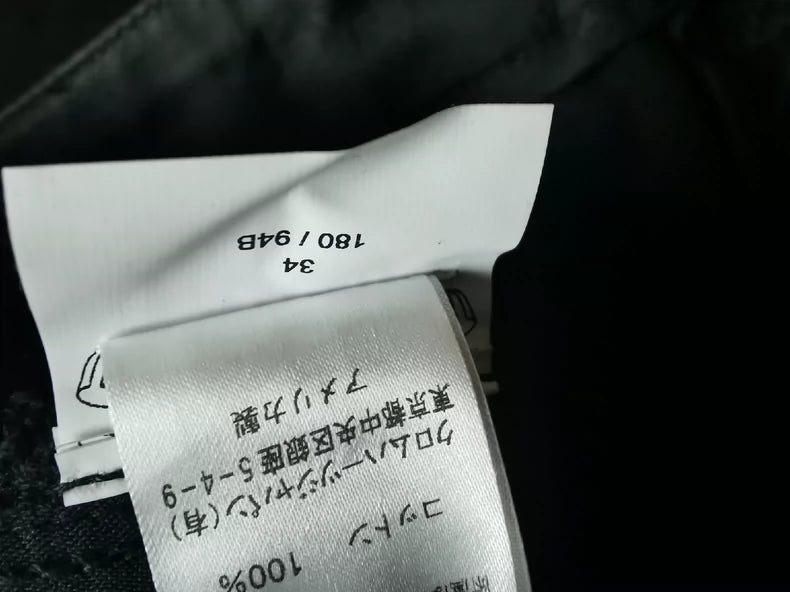 コットン 100%
クロムハーツジャパン(有)
東京都中央区銀座5-4-9
アメリカ製
34
180 / 94B